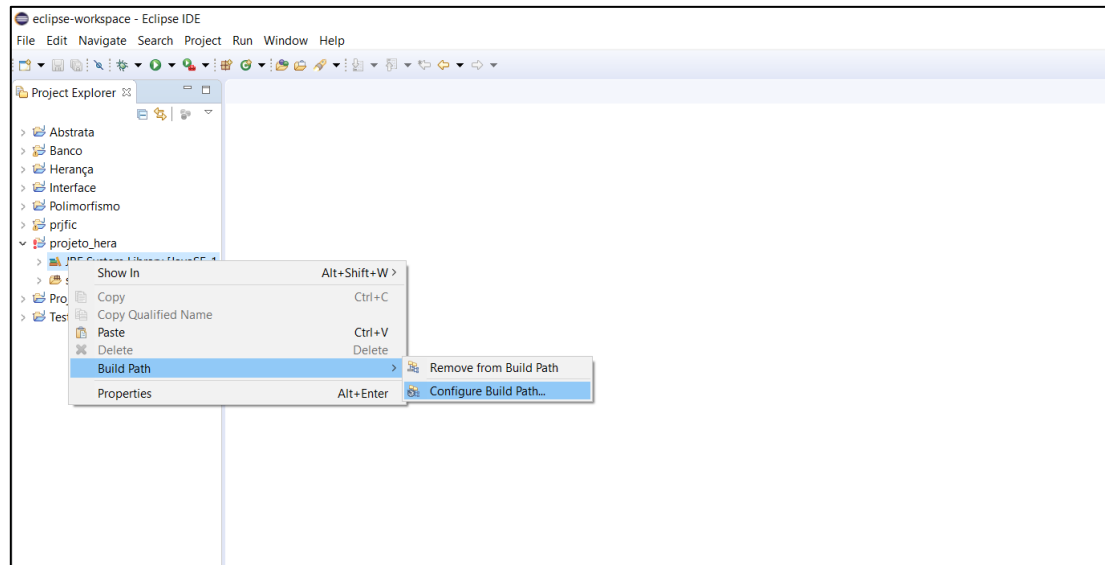 eclipse-workspace - Eclipse IDE
File Edit Navigate Search Project Run Window Help
Project Explorer
Abstrata
Banco
Herança
Interface
Polimorfismo
prjfic
projeto_hera
Show In Alt+Shift+W >
Copy Ctrl+C
Copy Qualified Name
Paste Ctrl+V
Delete Delete
Build Path >
Remove from Build Path
Configure Build Path...
Properties Alt+Enter